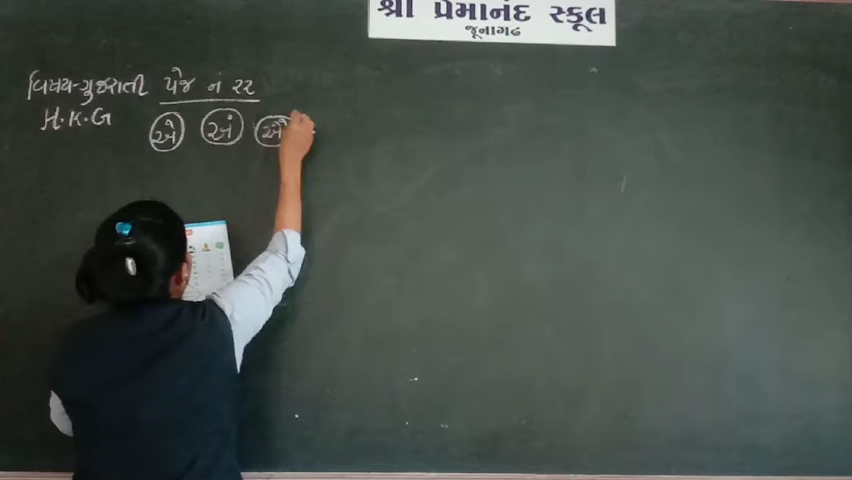 શ્રી પ્રેમાનંદ સ્કૂલ
જૂનાગઢ
વિષય-ગુજરાતી પેજ નં ૨૨
H.K.G
એ અં ઐ